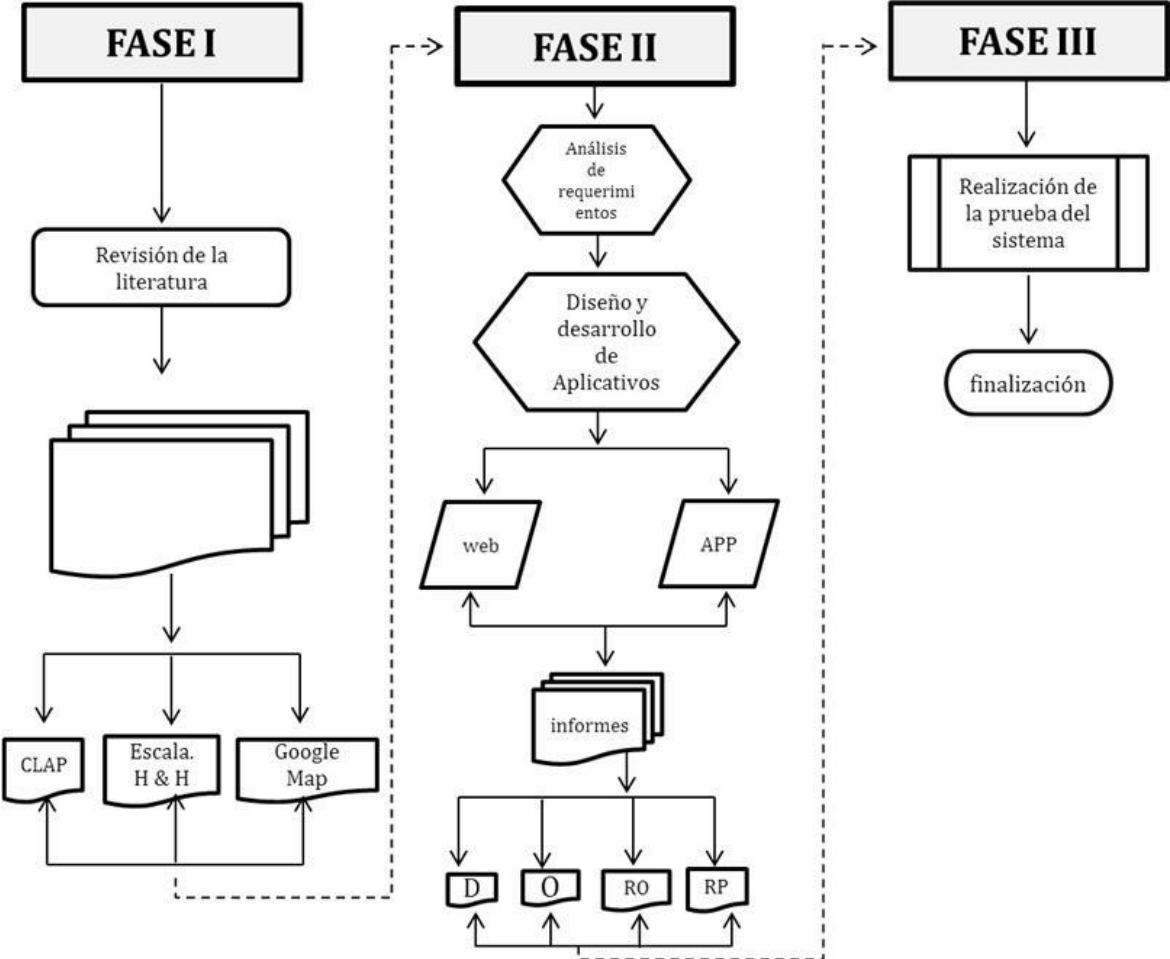 FASE I
Revisión de la
literatura
CLAP
Escala.
H & H
Google
Map
FASE II
Análisis
de
requerimi
entos
Diseño y
desarrollo
de
Aplicativos
web
APP
informes
D
O
RO
RP
FASE III
Realización de
la prueba del
sistema
finalización